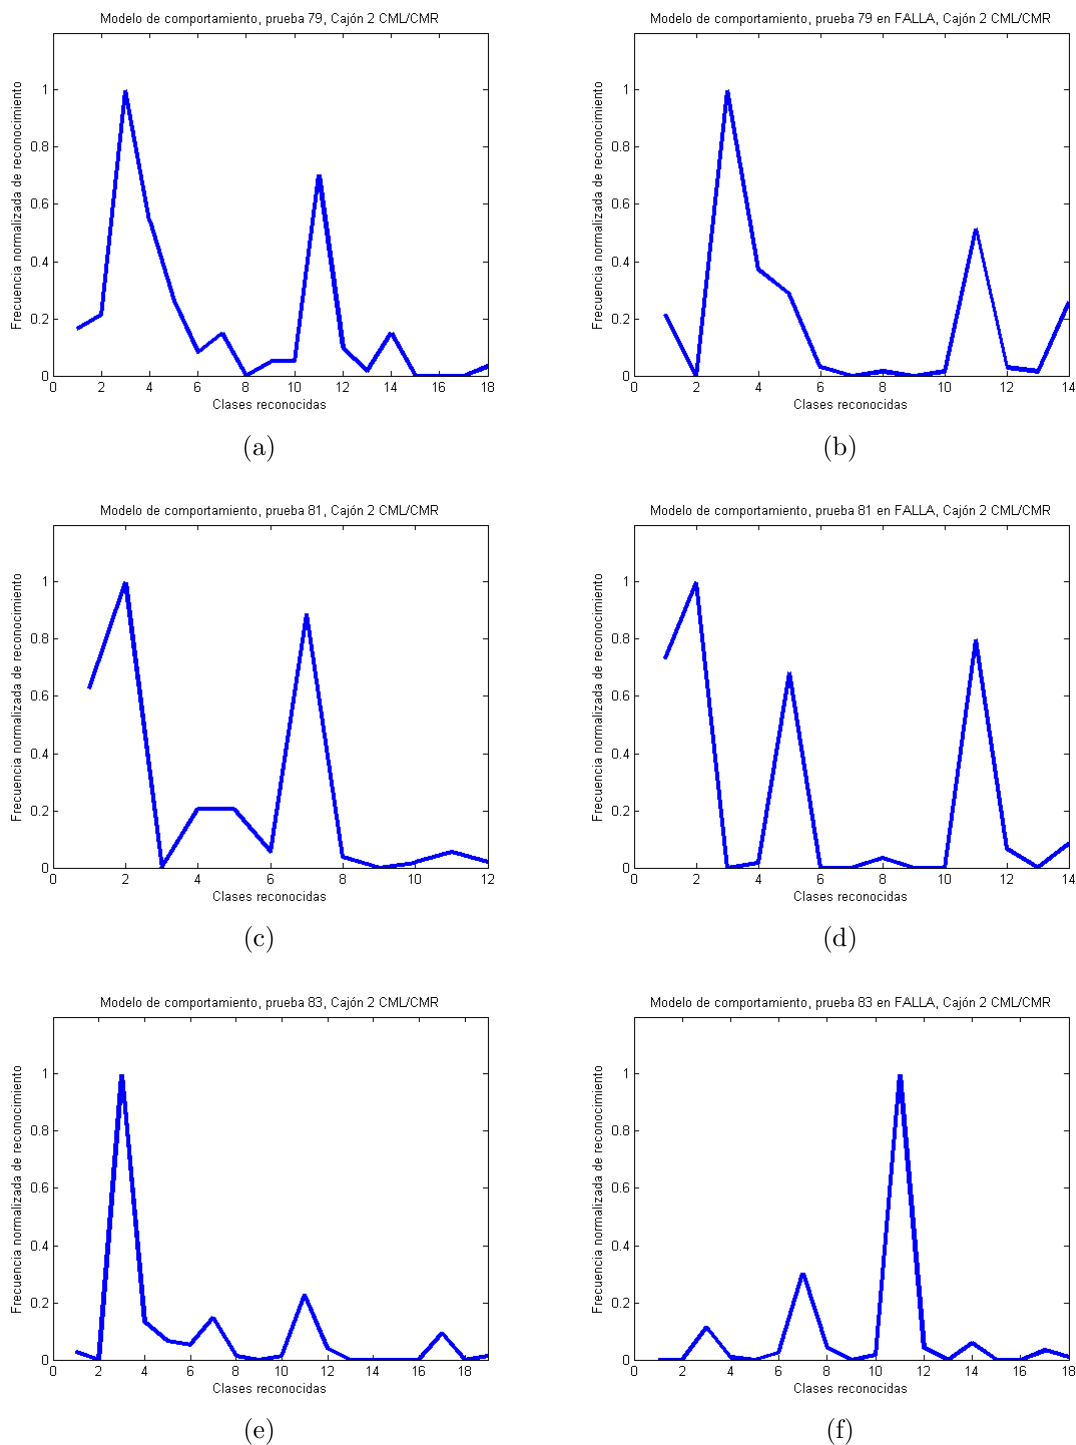 Modelo de comportamiento, prueba 79, Cajón 2 CML/CMR
Frecuencia normalizada de reconocimiento
1
0.8
0.6
0.4
0.2
0
0 2 4 6 8 10 12 14 16 18
Clases reconocidas
(a)
Modelo de comportamiento, prueba 79 en FALLA, Cajón 2 CML/CMR
Frecuencia normalizada de reconocimiento
1
0.8
0.6
0.4
0.2
0
0 2 4 6 8 10 12 14
Clases reconocidas
(b)
Modelo de comportamiento, prueba 81, Cajón 2 CML/CMR
Frecuencia normalizada de reconocimiento
1
0.8
0.6
0.4
0.2
0
0 2 4 6 8 10 12
Clases reconocidas
(c)
Modelo de comportamiento, prueba 81 en FALLA, Cajón 2 CML/CMR
Frecuencia normalizada de reconocimiento
1
0.8
0.6
0.4
0.2
0
0 2 4 6 8 10 12 14
Clases reconocidas
(d)
Modelo de comportamiento, prueba 83, Cajón 2 CML/CMR
Frecuencia normalizada de reconocimiento
1
0.8
0.6
0.4
0.2
0
0 2 4 6 8 10 12 14 16 18
Clases reconocidas
(e)
Modelo de comportamiento, prueba 83 en FALLA, Cajón 2 CML/CMR
Frecuencia normalizada de reconocimiento
1
0.8
0.6
0.4
0.2
0
0 2 4 6 8 10 12 14 16 18
Clases reconocidas
(f)